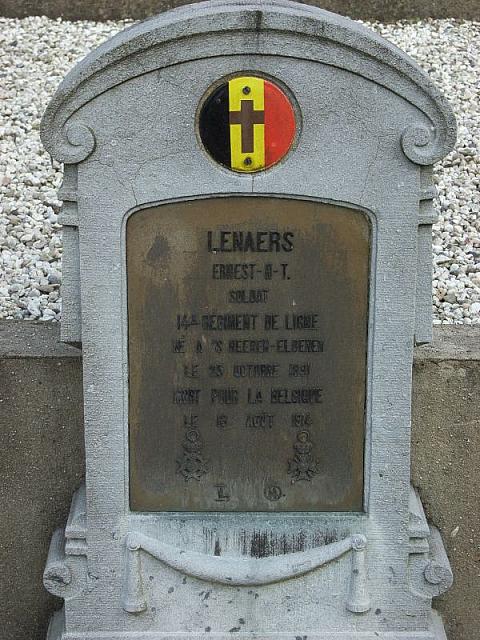 LENAERS
ERNEST-H-T.
SOLDAT
14ᴱ REGIMENT DE LIGNE
NÉ A 'S HEEREN-ELDEREN
LE 25 OCTOBRE 1891
MORT POUR LA BELGIQUE
LE AOÛT 1914
L